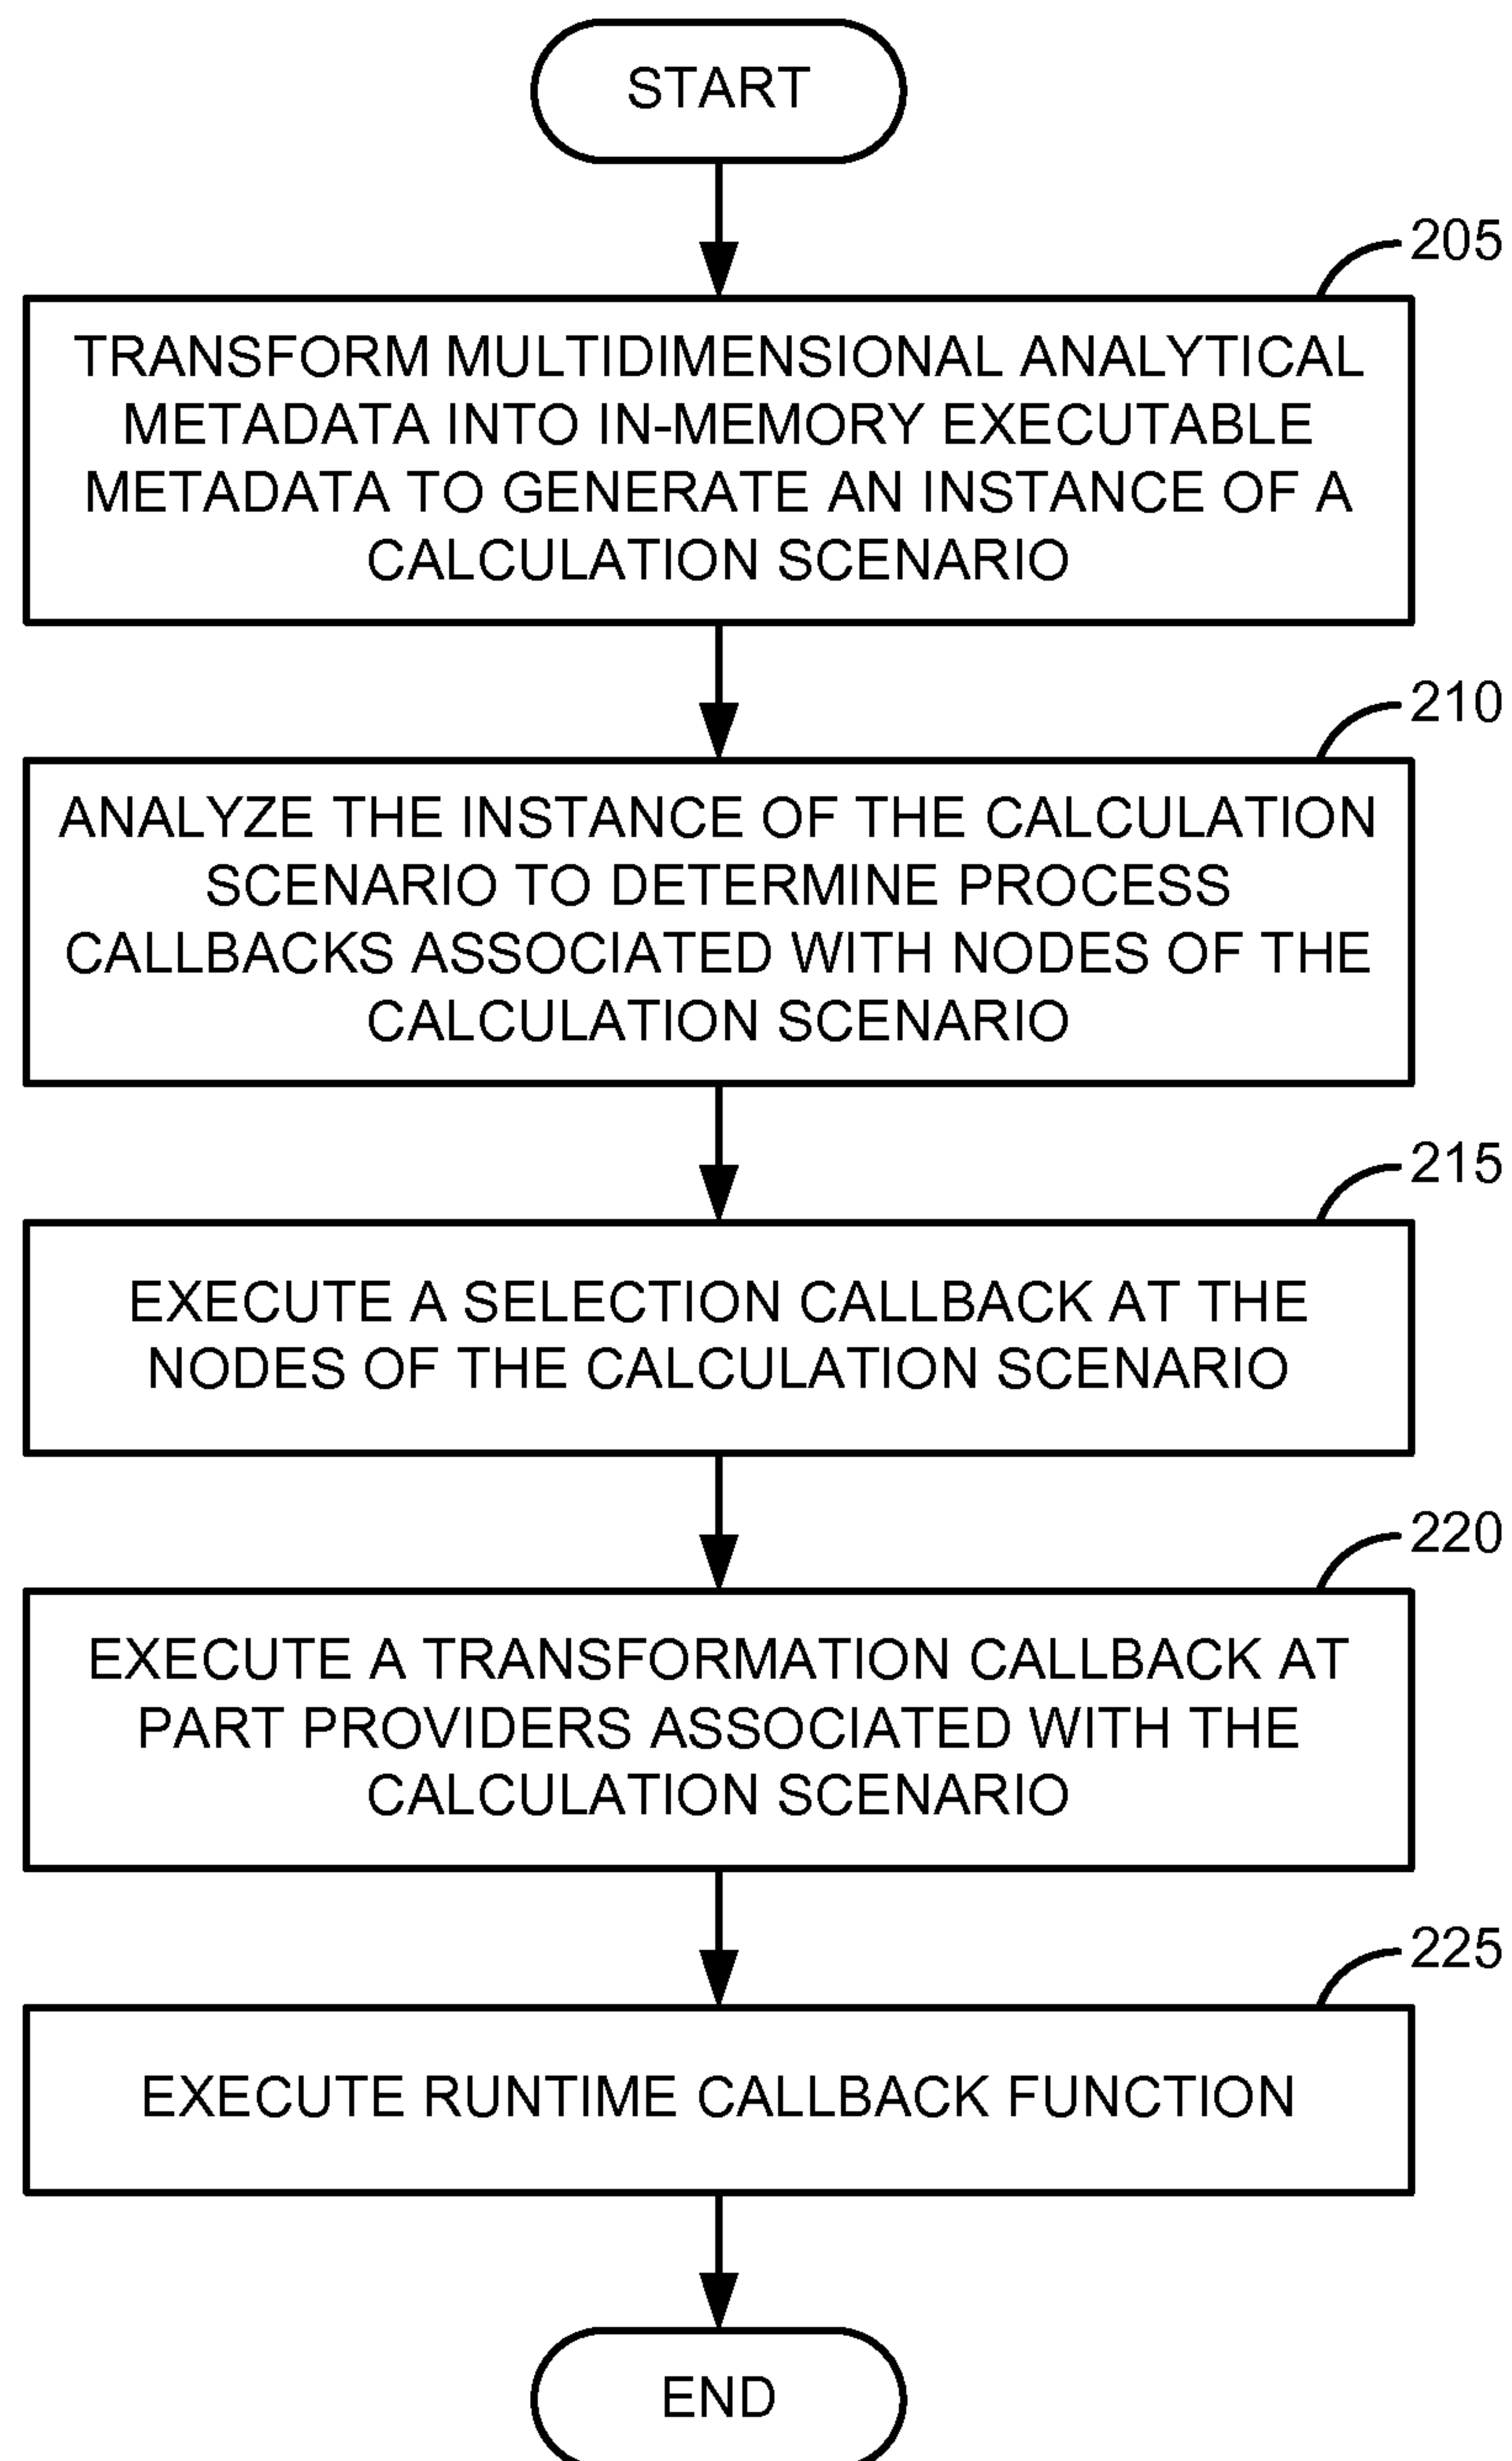 START
205
TRANSFORM MULTIDIMENSIONAL ANALYTICAL
METADATA INTO IN-MEMORY EXECUTABLE
METADATA TO GENERATE AN INSTANCE OF A
CALCULATION SCENARIO
210
ANALYZE THE INSTANCE OF THE CALCULATION
SCENARIO TO DETERMINE PROCESS
CALLBACKS ASSOCIATED WITH NODES OF THE
CALCULATION SCENARIO
215
EXECUTE A SELECTION CALLBACK AT THE
NODES OF THE CALCULATION SCENARIO
220
EXECUTE A TRANSFORMATION CALLBACK AT
PART PROVIDERS ASSOCIATED WITH THE
CALCULATION SCENARIO
225
EXECUTE RUNTIME CALLBACK FUNCTION
END